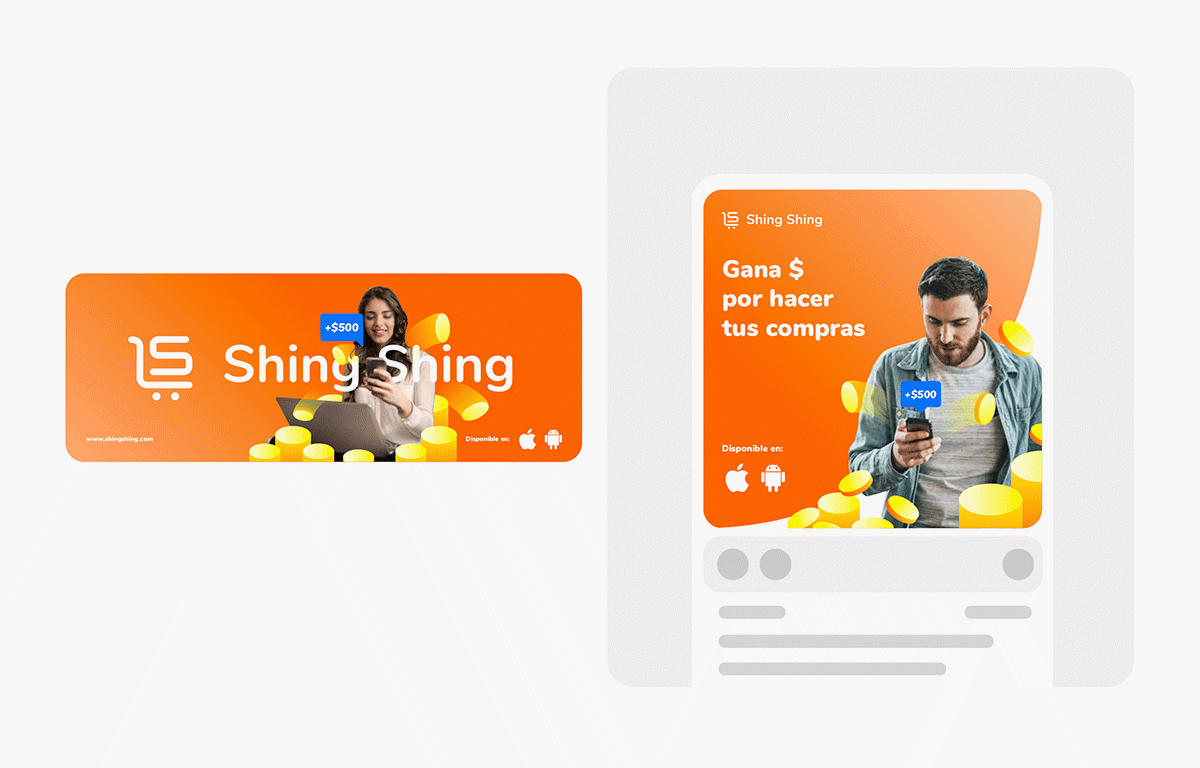 +$500
Shing Shing
www.shingshing.com
Disponible en:
Shing Shing
Gana $
por hacer
tus compras
+$500
Disponible en: